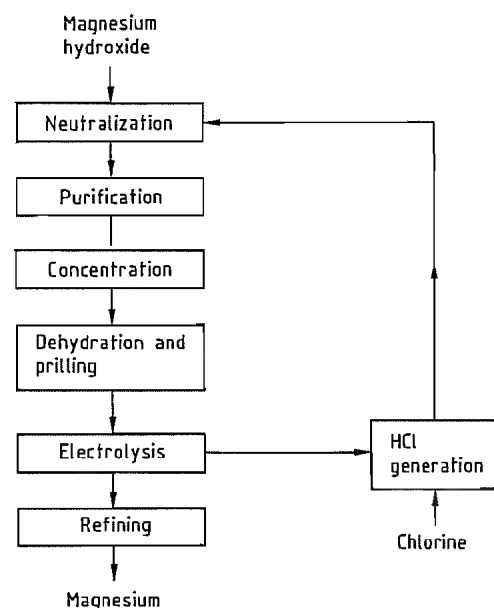 Magnesium
hydroxide
Neutralization
Purification
Concentration
Dehydration and
prilling
Electrolysis
HCl
generation
Refining
Chlorine
Magnesium